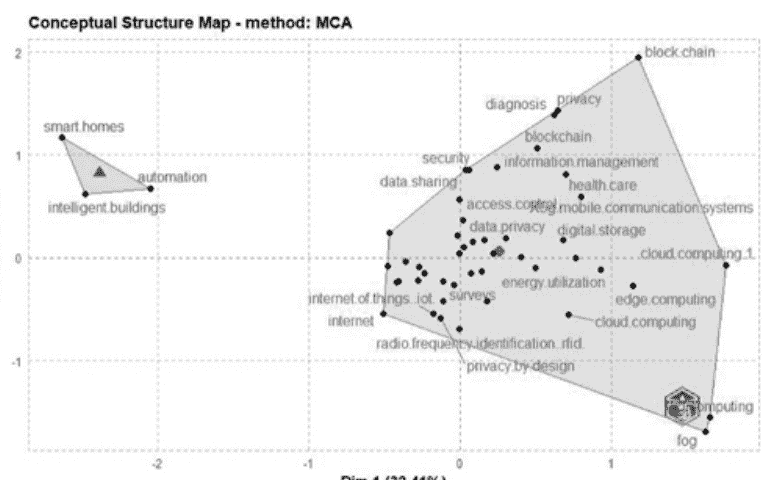 Conceptual Structure Map - method: MCA
2
block.chain
diagnosis privacy
smart.homes
blockchain
1
security
information.management
automation
data.sharing
health.care
intelligent.buildings
access.control
mobile.communication.systems
data.privacy
digital.storage
0
cloud.computing.1
energy.utilization
internet.of.things..iot.
surveys
edge.computing
internet
cloud.computing
radio.frequency.identification..rfid.
-1
privacy.by.design
computing
fog
-2 -1 0 1